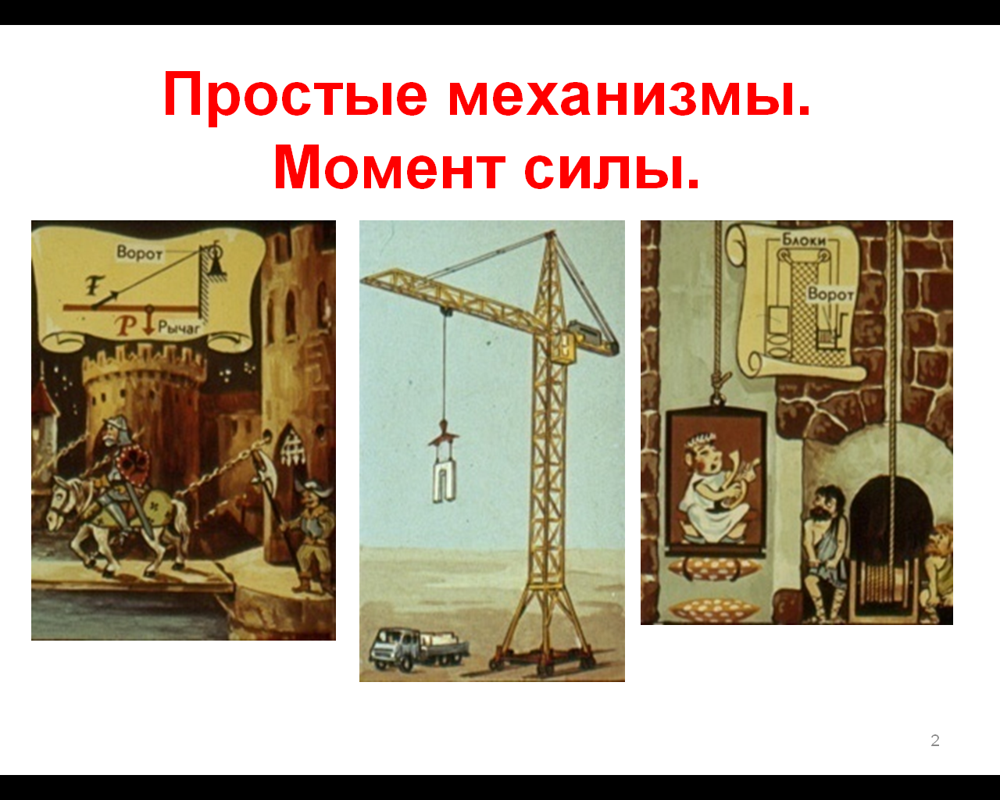 Простые механизмы.
Момент силы.
Ворот
F
P
Рычаг
Блоки
Ворот
2